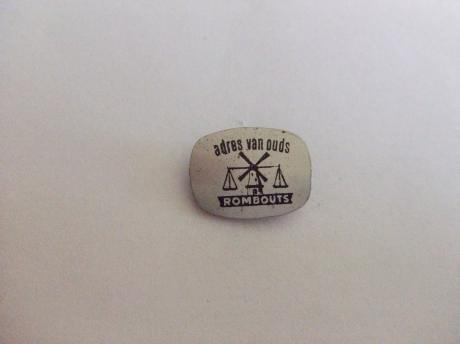 adres van ouds
ROMBOUTS